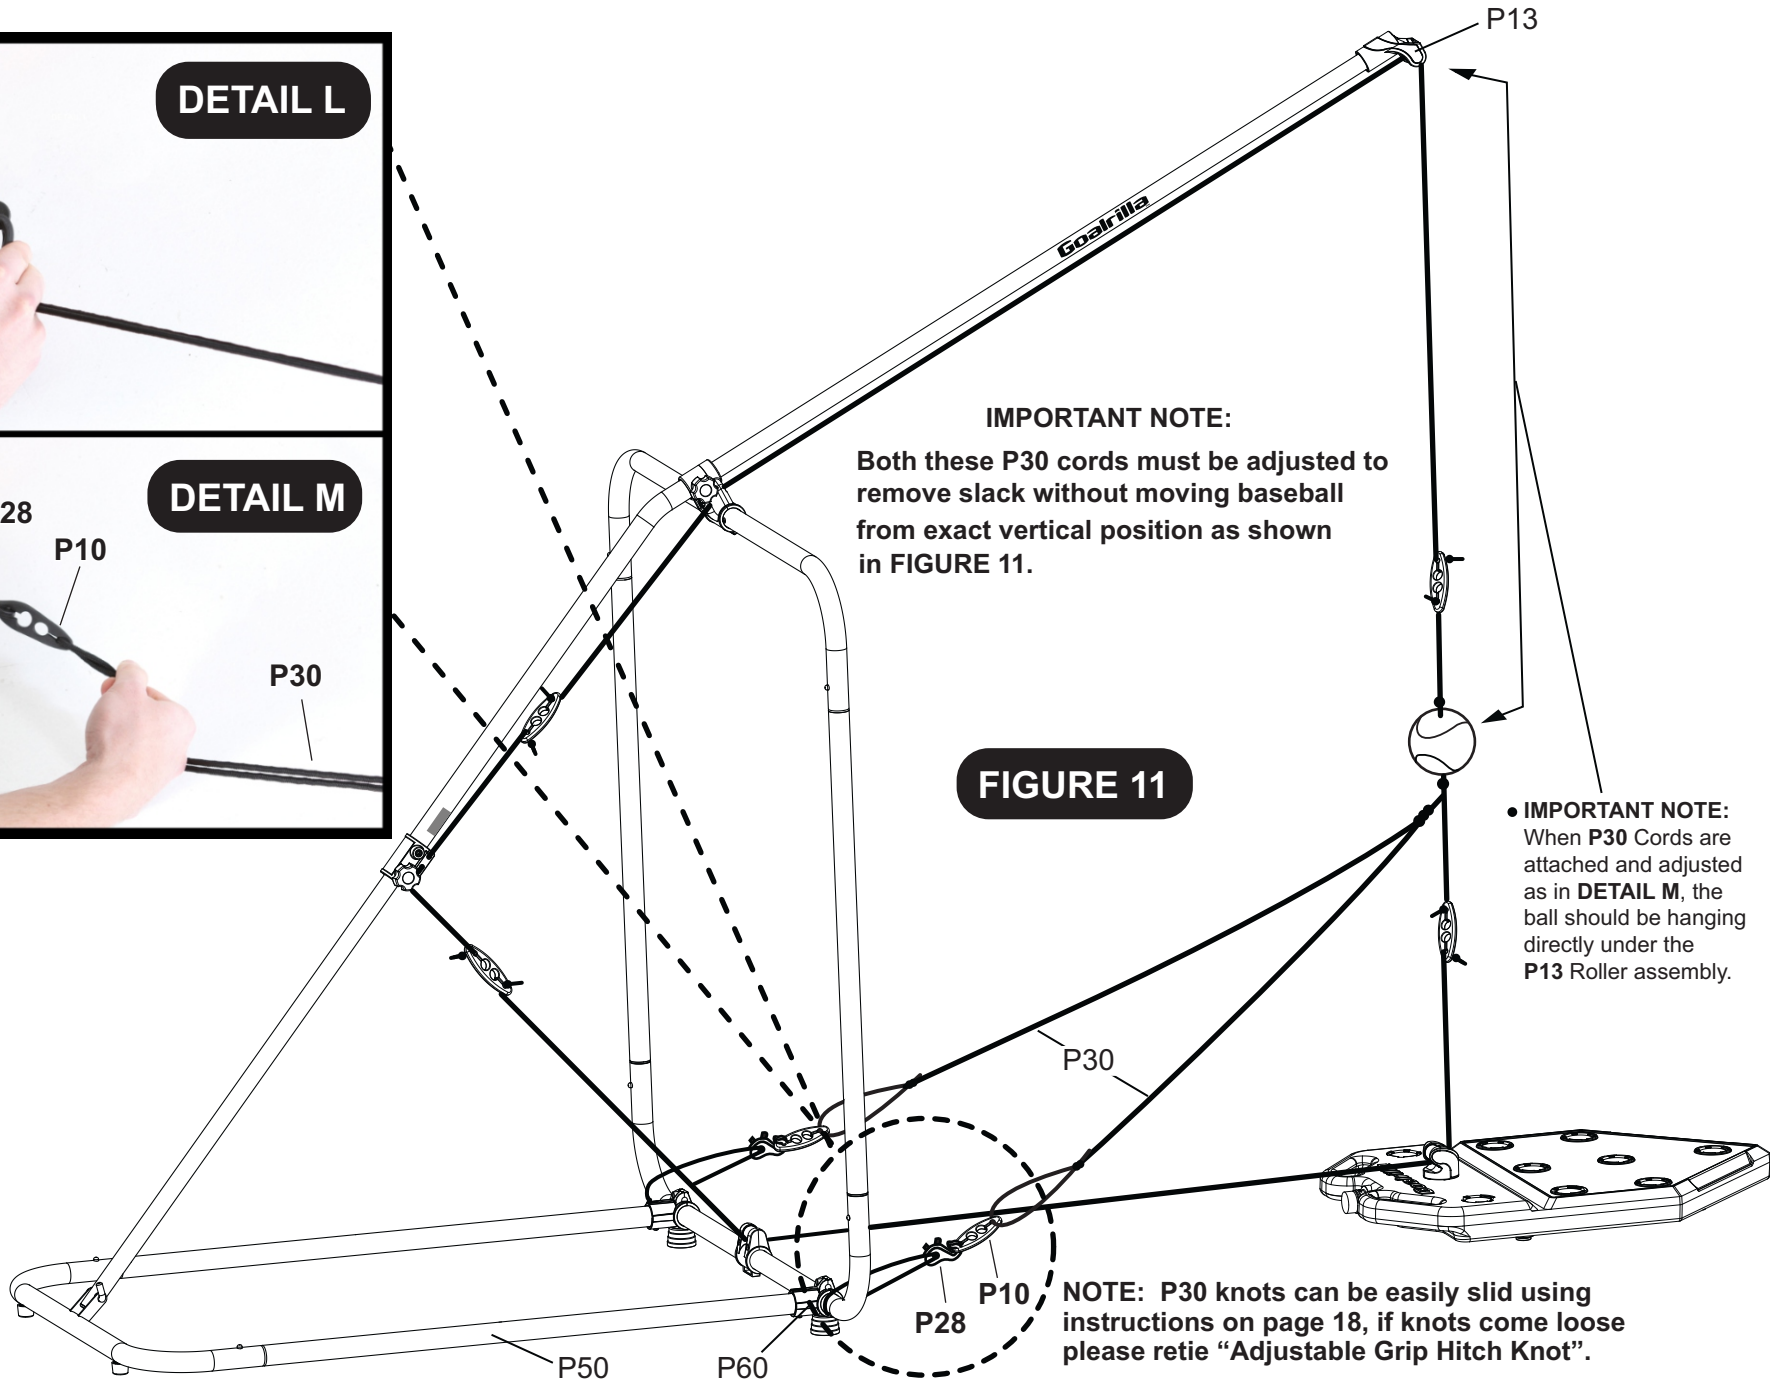 P13
DETAIL L
Goalrilla
IMPORTANT NOTE:
Both these P30 cords must be adjusted to
remove slack without moving baseball
from exact vertical position as shown
in FIGURE 11.
DETAIL M
28
P10
P30
FIGURE 11
• IMPORTANT NOTE:
When P30 Cords are
attached and adjusted
as in DETAIL M, the
ball should be hanging
directly under the
P13 Roller assembly.
P30
P10
P28
NOTE: P30 knots can be easily slid using
instructions on page 18, if knots come loose
please retie “Adjustable Grip Hitch Knot”.
P50
P60